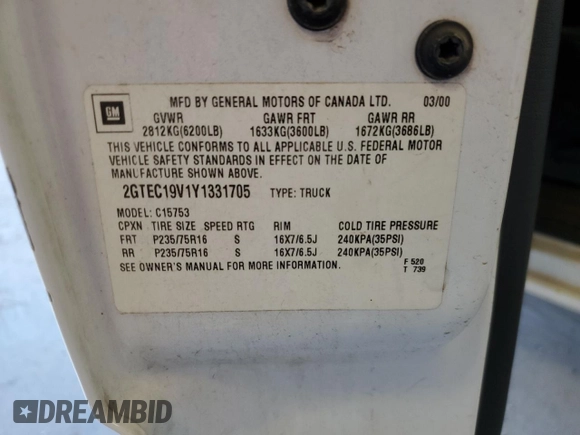 GM
MFD BY GENERAL MOTORS OF CANADA LTD. 03/00
GVWR GAWR FRT GAWR RR
2812KG(6200LB) 1633KG(3600LB) 1672KG(3686LB)
THIS VEHICLE CONFORMS TO ALL APPLICABLE U.S. FEDERAL MOTOR
VEHICLE SAFETY STANDARDS IN EFFECT ON THE DATE OF
MANUFACTURE SHOWN ABOVE.
2GTEC19V1Y1331705 TYPE: TRUCK
MODEL: C15753
CPXN TIRE SIZE SPEED RTG RIM COLD TIRE PRESSURE
FRT P235/75R16 S 16X7/6.5J 240KPA(35PSI)
RR P235/75R16 S 16X7/6.5J 240KPA(35PSI)
SEE OWNER'S MANUAL FOR MORE INFORMATION.
F 520
T 739
DREAMBID